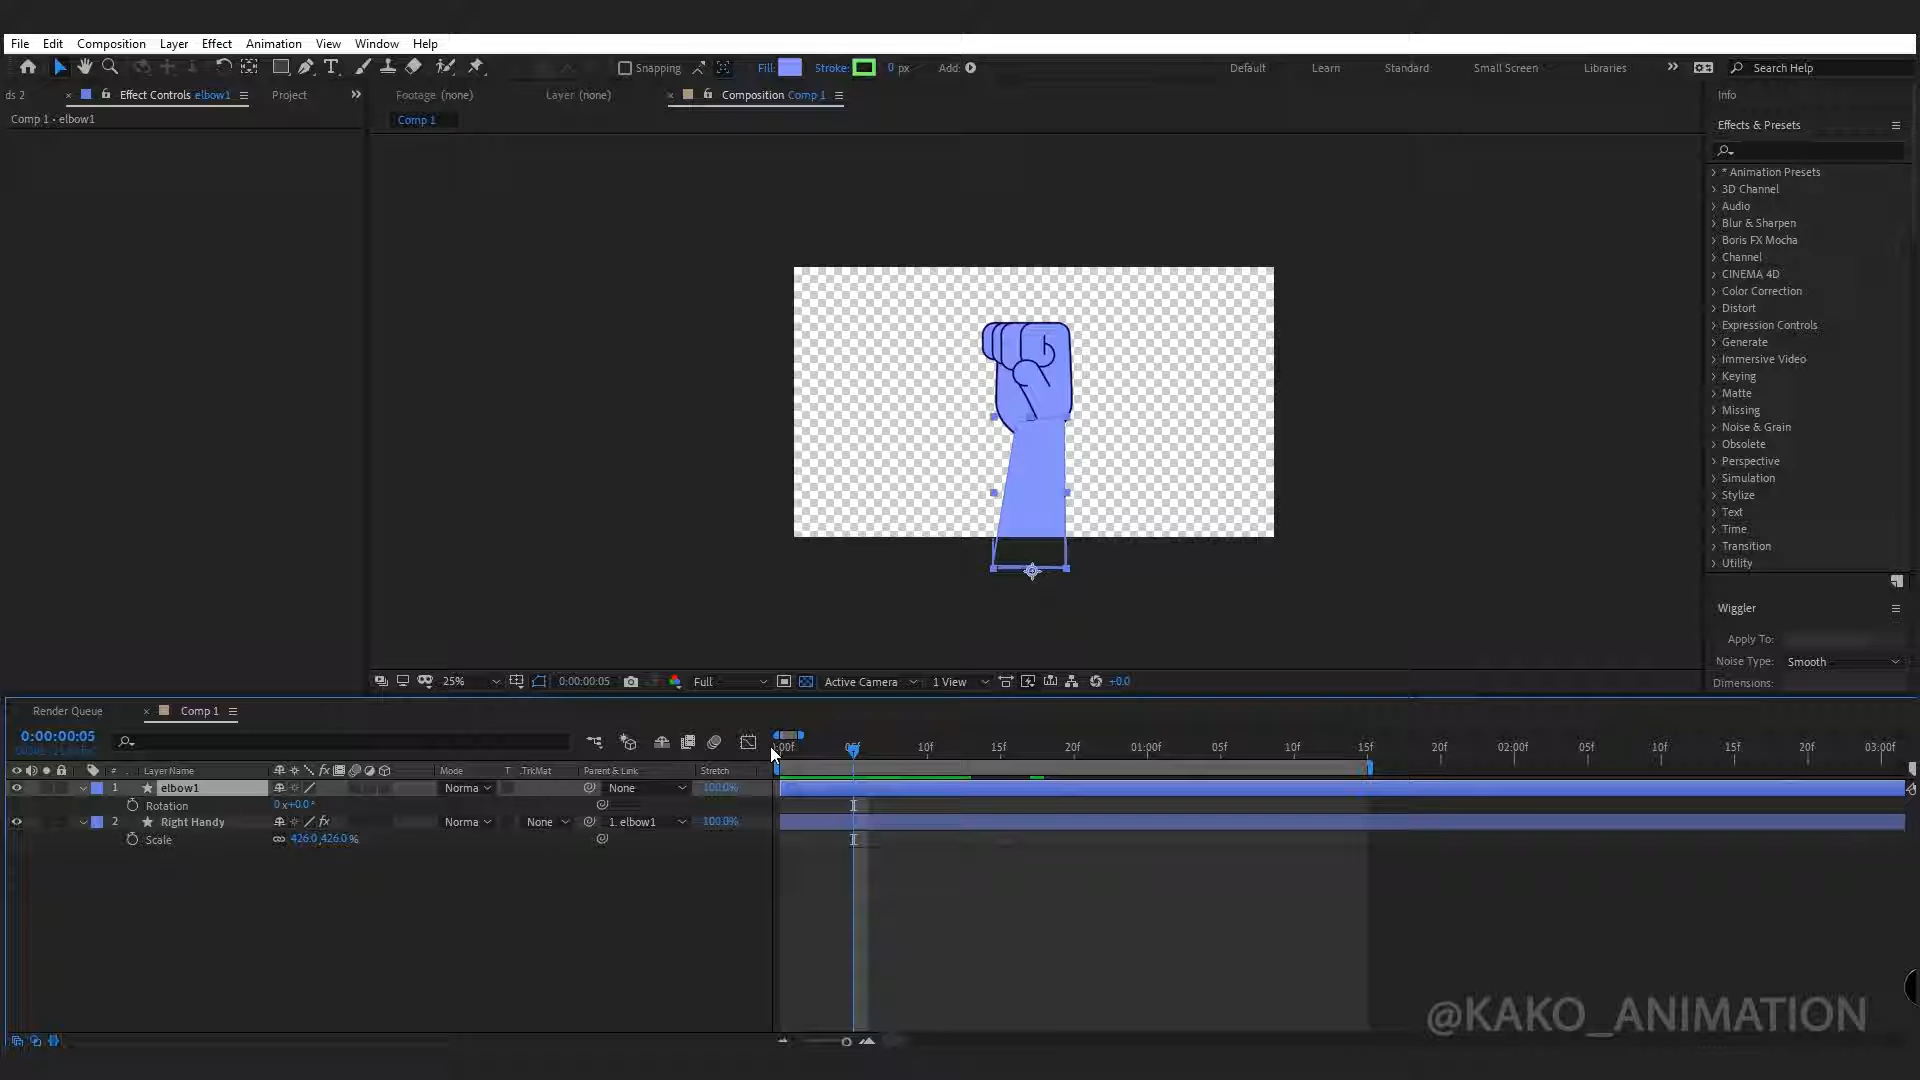 File Edit Composition Layer Effect Animation View Window Help
Snapping Fill: Stroke: 0 px Add: Default Learn Standard Small Screen Libraries Search Help
ds 2 Effect Controls elbow1 Project Footage (none) Layer (none) Composition Comp 1 Info
Comp 1 • elbow1 Comp 1
Effects & Presets
* Animation Presets
3D Channel
Audio
Blur & Sharpen
Boris FX Mocha
Channel
CINEMA 4D
Color Correction
Distort
Expression Controls
Generate
Immersive Video
Keying
Matte
Missing
Noise & Grain
Obsolete
Perspective
Simulation
Stylize
Text
Time
Transition
Utility
Wiggler
Apply To:
Noise Type: Smooth
Dimensions:
25% 0:00:00:05 Full Active Camera 1 View +0.0
Render Queue Comp 1
0:00:00:05
:00f 05f 10f 15f 20f 01:00f 05f 10f 15f 20f 02:00f 05f 10f 15f 20f 03:00f
# Layer Name fx Mode T .TrkMat Parent & Link Stretch
1 elbow1 Norma None 100.0%
Rotation 0x+0.0°
2 Right Handy fx Norma None 1. elbow1 100.0%
Scale 426.0,426.0%
@KAKO_ANIMATION